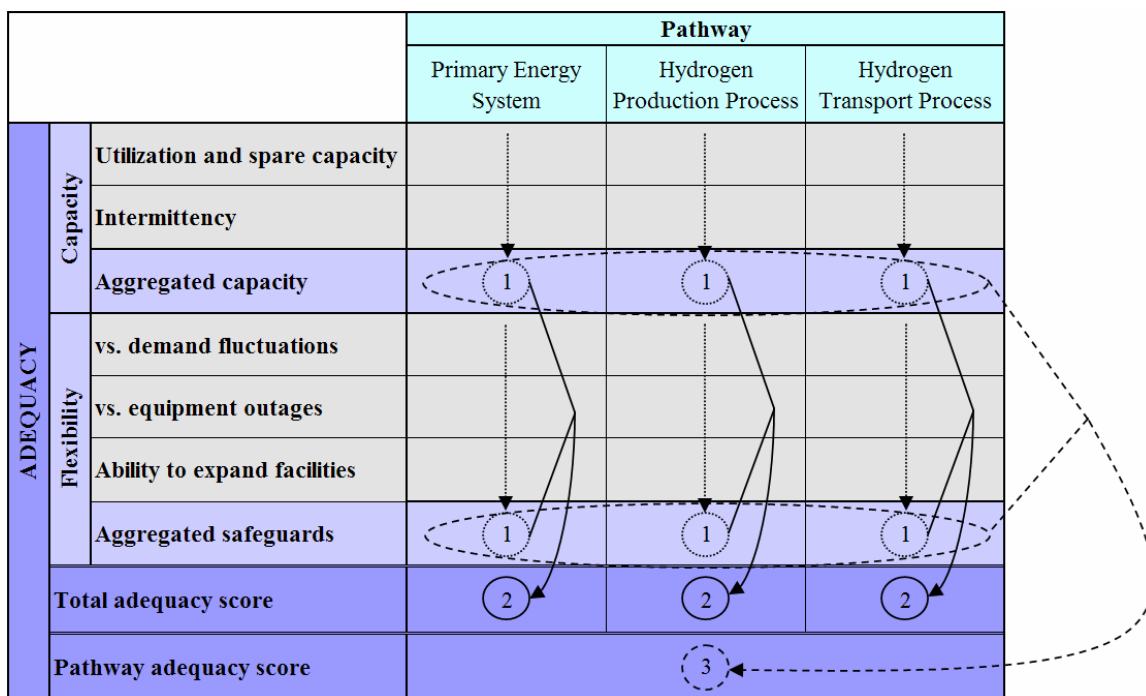 Pathway
Primary Energy
System
Hydrogen
Production Process
Hydrogen
Transport Process
ADEQUACY
Capacity
Utilization and spare capacity
Intermittency
Aggregated capacity
1
1
1
Flexibility
vs. demand fluctuations
vs. equipment outages
Ability to expand facilities
Aggregated safeguards
1
1
1
Total adequacy score
2
2
2
Pathway adequacy score
3